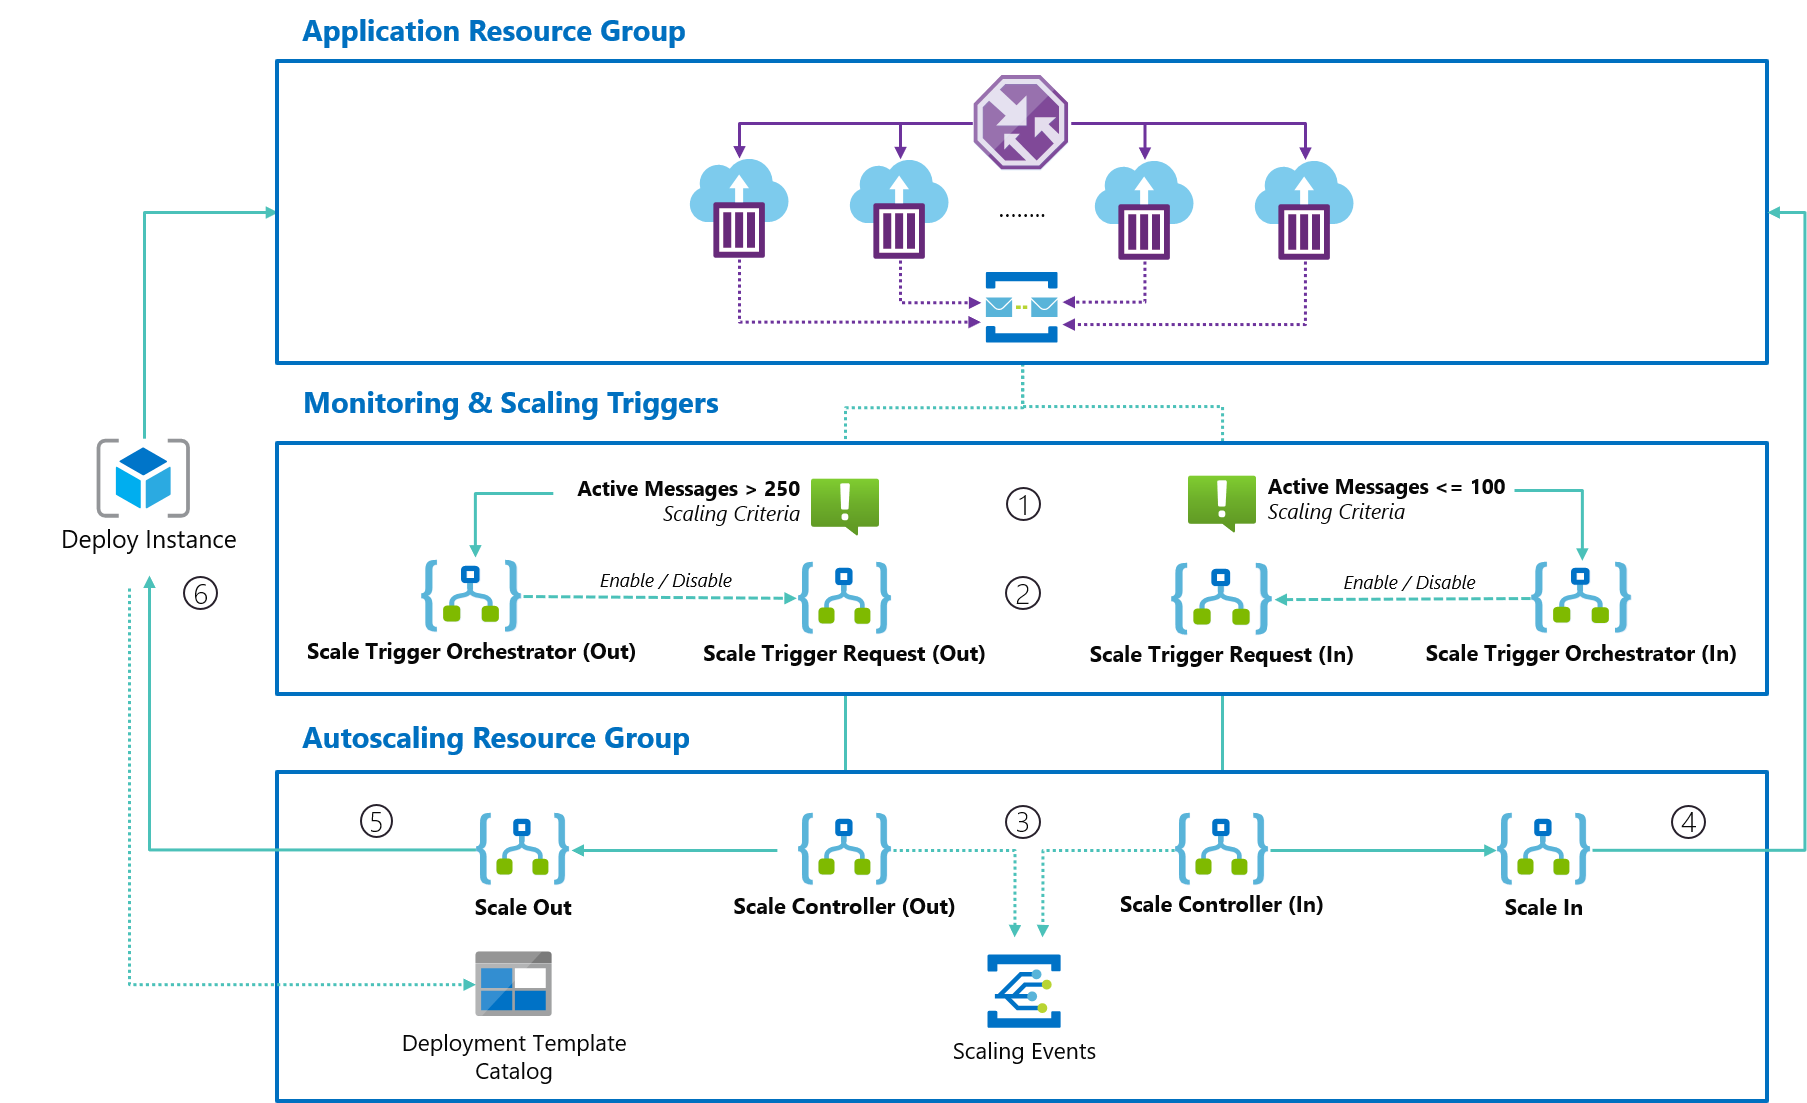 Application Resource Group
........
Monitoring & Scaling Triggers
Active Messages > 250
Scaling Criteria
①
Active Messages <= 100
Scaling Criteria
Deploy Instance
⑥
Enable / Disable
②
Enable / Disable
Scale Trigger Orchestrator (Out)
Scale Trigger Request (Out)
Scale Trigger Request (In)
Scale Trigger Orchestrator (In)
Autoscaling Resource Group
⑤
③
④
Scale Out
Scale Controller (Out)
Scale Controller (In)
Scale In
Deployment Template
Catalog
Scaling Events